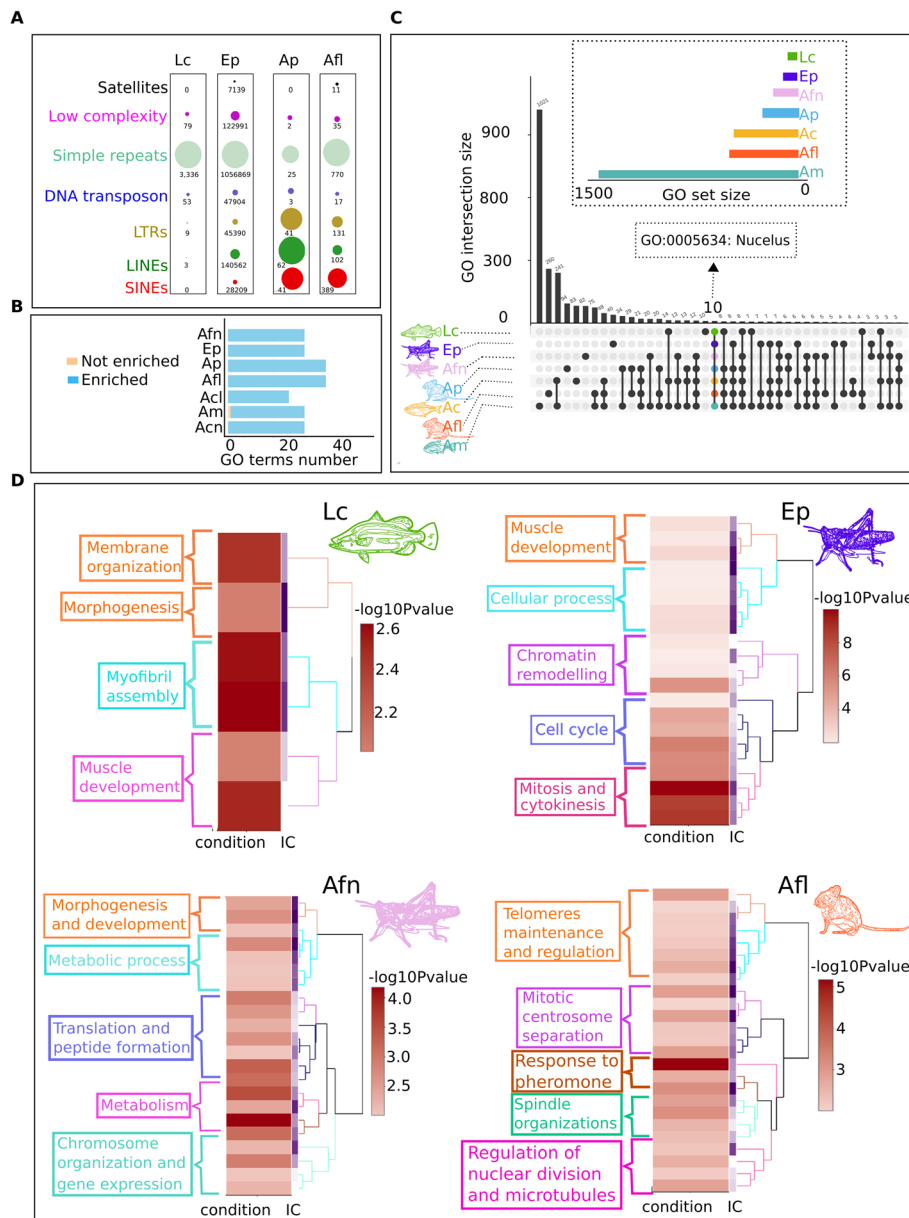 A
Lc Ep Ap Afl
Satellites 0 7139 0 11
Low complexity 79 122991 2 35
Simple repeats 3,336 1056869 25 770
DNA transposon 53 47904 3 17
LTRs 9 45390 41 131
LINEs 3 140562 62 102
SINEs 0 28209 41 389
B
Not enriched
Enriched
Afn
Ep
Ap
Afl
Acl
Am
Acn
0 20 40
GO terms number
C
GO intersection size
900
800
300
0
1021
260
241
Lc
Ep
Afn
Ap
Ac
Afl
Am
1500 0
GO set size
GO:0005634: Nucelus
10
Lc
Ep
Afn
Ap
Ac
Afl
Am
D
Lc
Membrane
organization
Morphogenesis
Myofibril
assembly
Muscle
development
-log10Pvalue
2.6
2.4
2.2
condition IC
Ep
Muscle
development
Cellular process
Chromatin
remodelling
Cell cycle
Mitosis and
cytokinesis
-log10Pvalue
8
6
4
condition IC
Afn
Morphogenesis
and development
Metabolic process
Translation and
peptide formation
Metabolism
Chromosome
organization and
gene expression
-log10Pvalue
4.0
3.0
2.0
condition IC
Afl
Telomeres
maintenance
and regulation
Mitotic
centrosome
separation
Response to
pheromone
Spindle
organizations
Regulation of
nuclear division
and microtubules
-log10Pvalue
5
4
3
condition IC